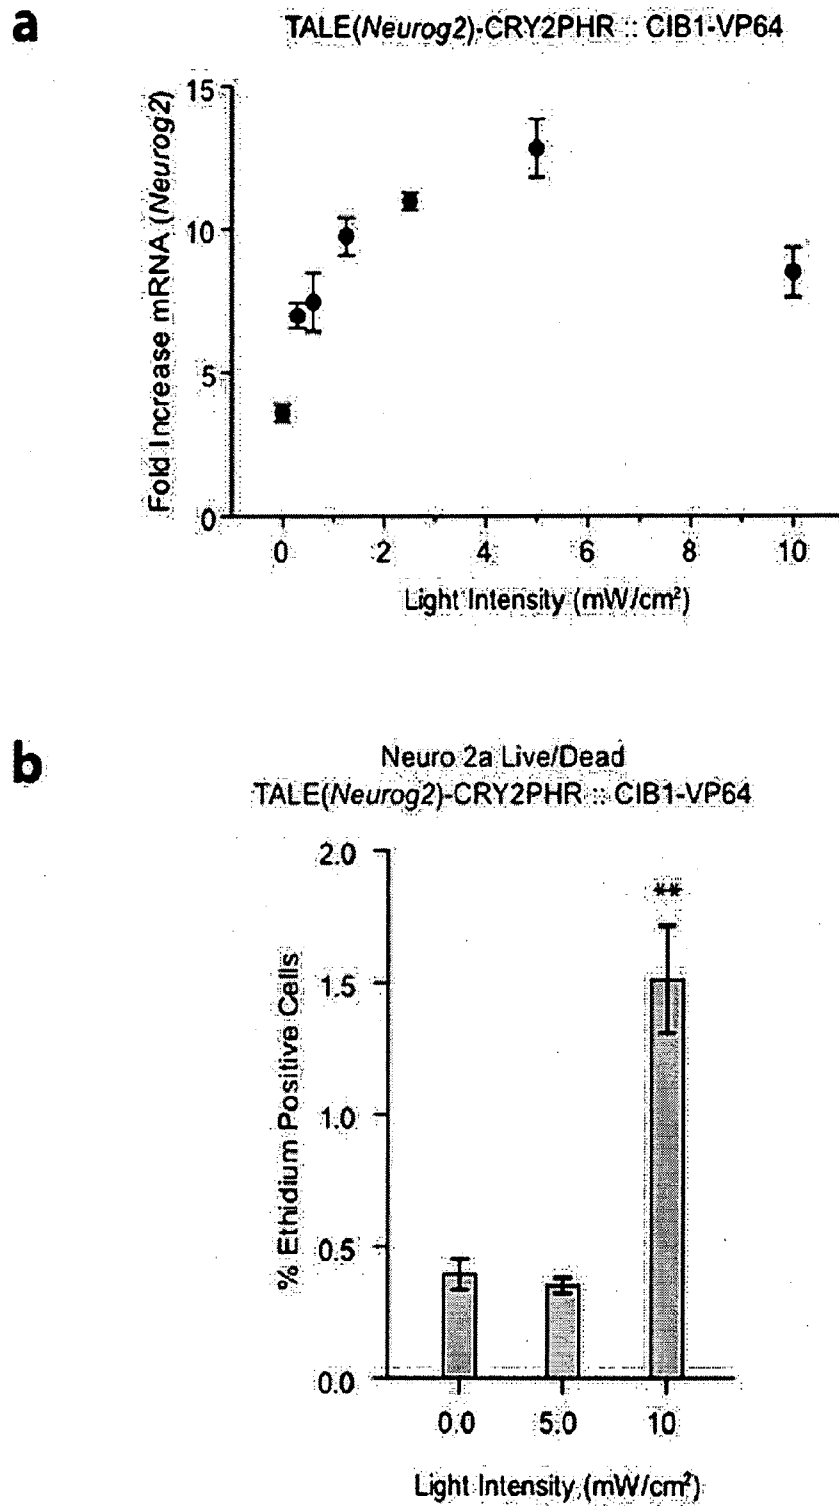 a
TALE(Neurog2)-CRY2PHR :: CIB1-VP64
Fold Increase mRNA (Neurog2)
15
10
5
0
0 2 4 6 8 10
Light Intensity (mW/cm²)
b
Neuro 2a Live/Dead
TALE(Neurog2)-CRY2PHR :: CIB1-VP64
% Ethidium Positive Cells
2.0
1.5
1.0
0.5
0.0
**
0.0 5.0 10
Light Intensity (mW/cm²)